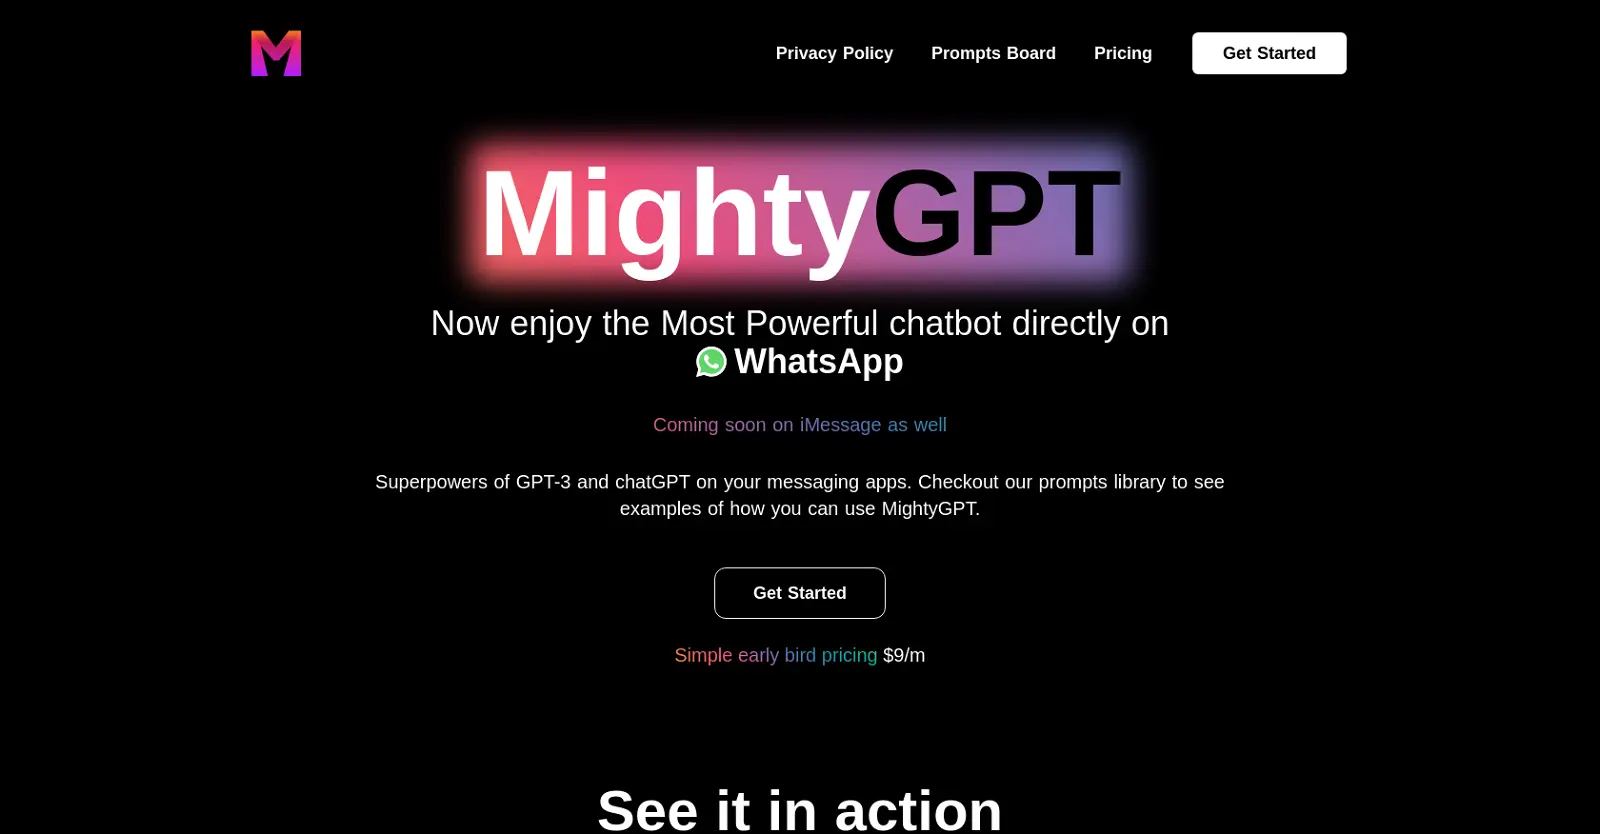 M
Privacy Policy
Prompts Board
Pricing
Get Started
MightyGPT
Now enjoy the Most Powerful chatbot directly on
WhatsApp
Coming soon on iMessage as well
Superpowers of GPT-3 and chatGPT on your messaging apps. Checkout our prompts library to see
examples of how you can use MightyGPT.
Get Started
Simple early bird pricing $9/m
See it in action